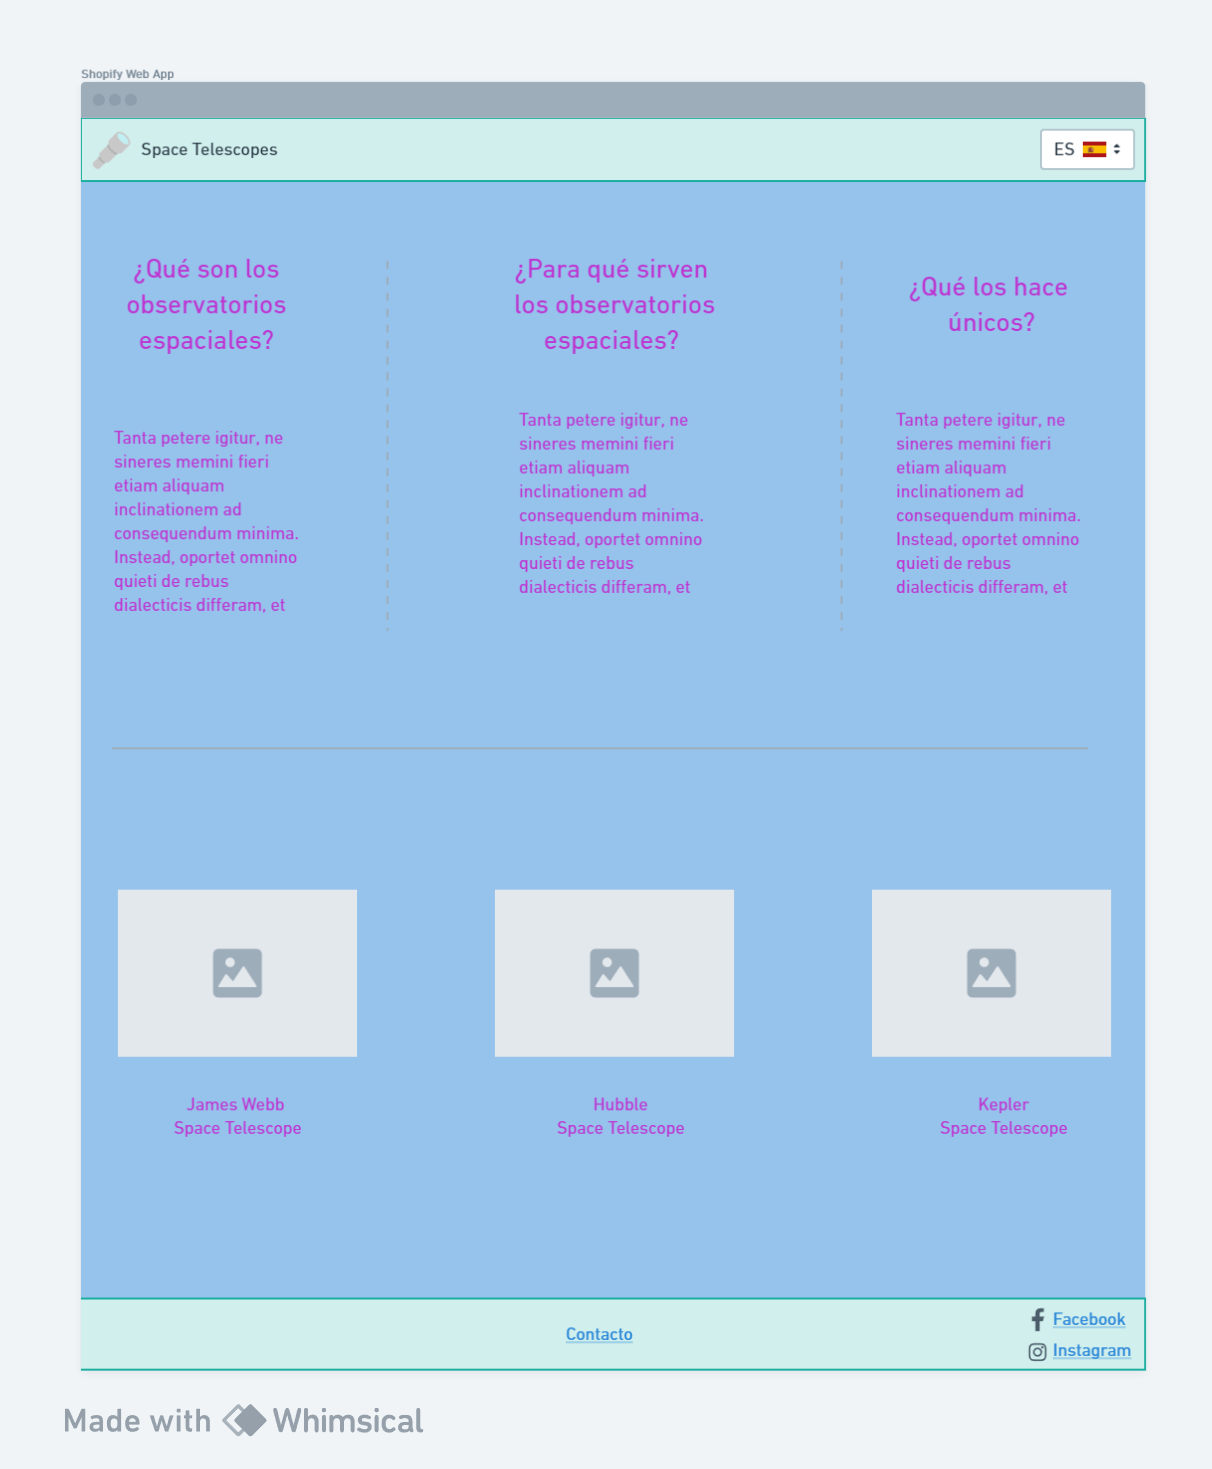 Shopify Web App
Space Telescopes
ES
¿Qué son los
observatorios
espaciales?
Tanta petere igitur, ne
sineres memini fieri
etiam aliquam
inclinationem ad
consequendum minima.
Instead, oportet omnino
quieti de rebus
dialecticis differam, et
¿Para qué sirven
los observatorios
espaciales?
Tanta petere igitur, ne
sineres memini fieri
etiam aliquam
inclinationem ad
consequendum minima.
Instead, oportet omnino
quieti de rebus
dialecticis differam, et
¿Qué los hace
únicos?
Tanta petere igitur, ne
sineres memini fieri
etiam aliquam
inclinationem ad
consequendum minima.
Instead, oportet omnino
quieti de rebus
dialecticis differam, et
James Webb
Space Telescope
Hubble
Space Telescope
Kepler
Space Telescope
Contacto
Facebook
Instagram
Made with Whimsical